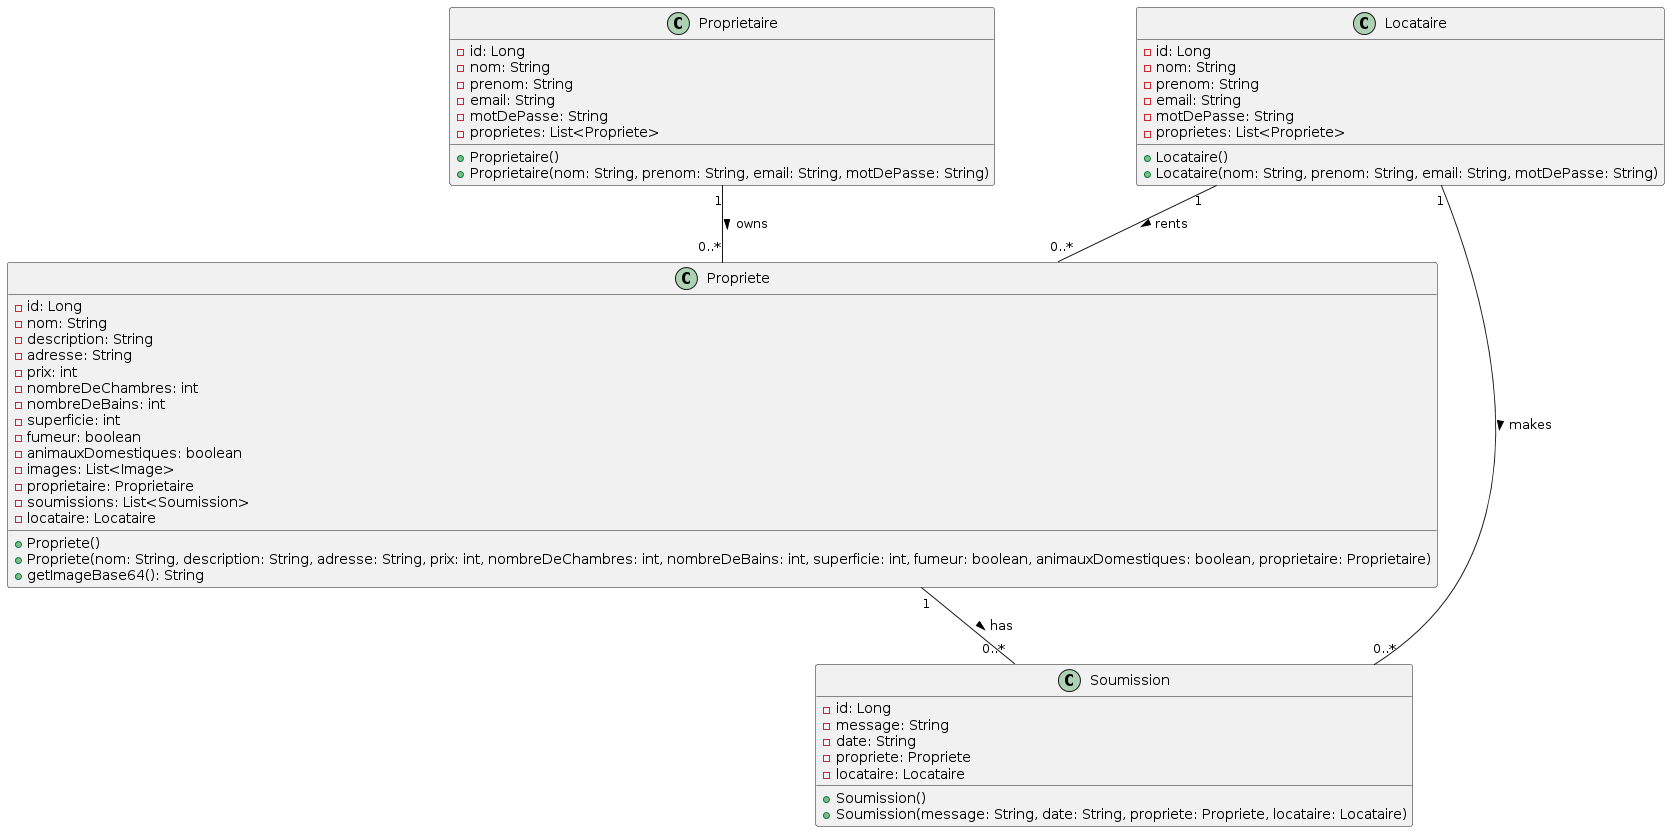 C Proprietaire
id: Long
nom: String
prenom: String
email: String
motDePasse: String
proprietes: List<Propriete>
Proprietaire()
Proprietaire(nom: String, prenom: String, email: String, motDePasse: String)
C Locataire
id: Long
nom: String
prenom: String
email: String
motDePasse: String
proprietes: List<Propriete>
Locataire()
Locataire(nom: String, prenom: String, email: String, motDePasse: String)
1
owns
0..*
1
rents
0..*
1
makes
0..*
C Propriete
id: Long
nom: String
description: String
adresse: String
prix: int
nombreDeChambres: int
nombreDeBains: int
superficie: int
fumeur: boolean
animauxDomestiques: boolean
images: List<Image>
proprietaire: Proprietaire
soumissions: List<Soumission>
locataire: Locataire
Propriete()
Propriete(nom: String, description: String, adresse: String, prix: int, nombreDeChambres: int, nombreDeBains: int, superficie: int, fumeur: boolean, animauxDomestiques: boolean, proprietaire: Proprietaire)
getImageBase64(): String
1
has
0..*
C Soumission
id: Long
message: String
date: String
propriete: Propriete
locataire: Locataire
Soumission()
Soumission(message: String, date: String, propriete: Propriete, locataire: Locataire)